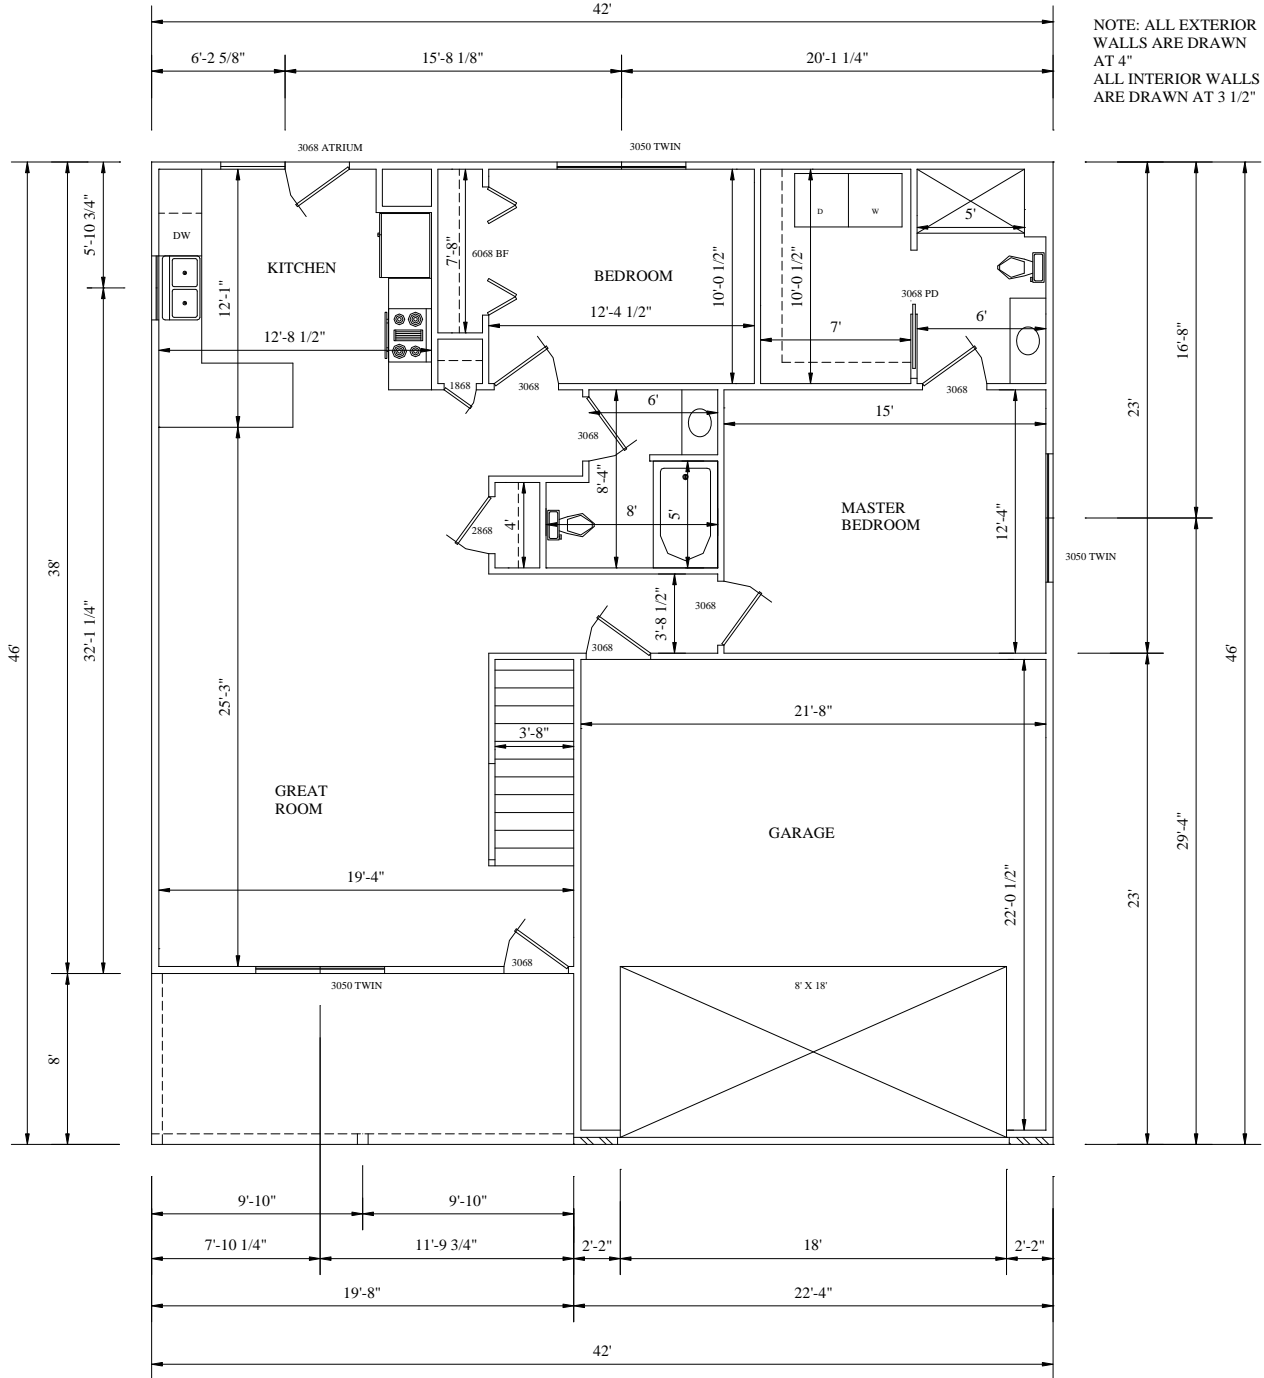 42'
NOTE: ALL EXTERIOR
WALLS ARE DRAWN
AT 4"
ALL INTERIOR WALLS
ARE DRAWN AT 3 1/2"
6'-2 5/8"
15'-8 1/8"
20'-1 1/4"
3068 ATRIUM
3050 TWIN
5'-10 3/4"
DW
KITCHEN
12'-1"
12'-8 1/2"
7'-8"
6068 BF
BEDROOM
12'-4 1/2"
10'-0 1/2"
10'-0 1/2"
D
W
5'
3068 PD
7'
6'
16'-8"
1868
3068
3068
6'
15'
23'
3068
8'-4"
MASTER
BEDROOM
12'-4"
2868
4'
8'
5'
3050 TWIN
38'
32'-1 1/4"
46'
3'-8 1/2"
3068
3068
46'
25'-3"
21'-8"
3'-8"
GREAT
ROOM
GARAGE
29'-4"
19'-4"
22'-0 1/2"
23'
3068
3050 TWIN
8' X 18'
8'
9'-10"
9'-10"
7'-10 1/4"
11'-9 3/4"
2'-2"
18'
2'-2"
19'-8"
22'-4"
42'